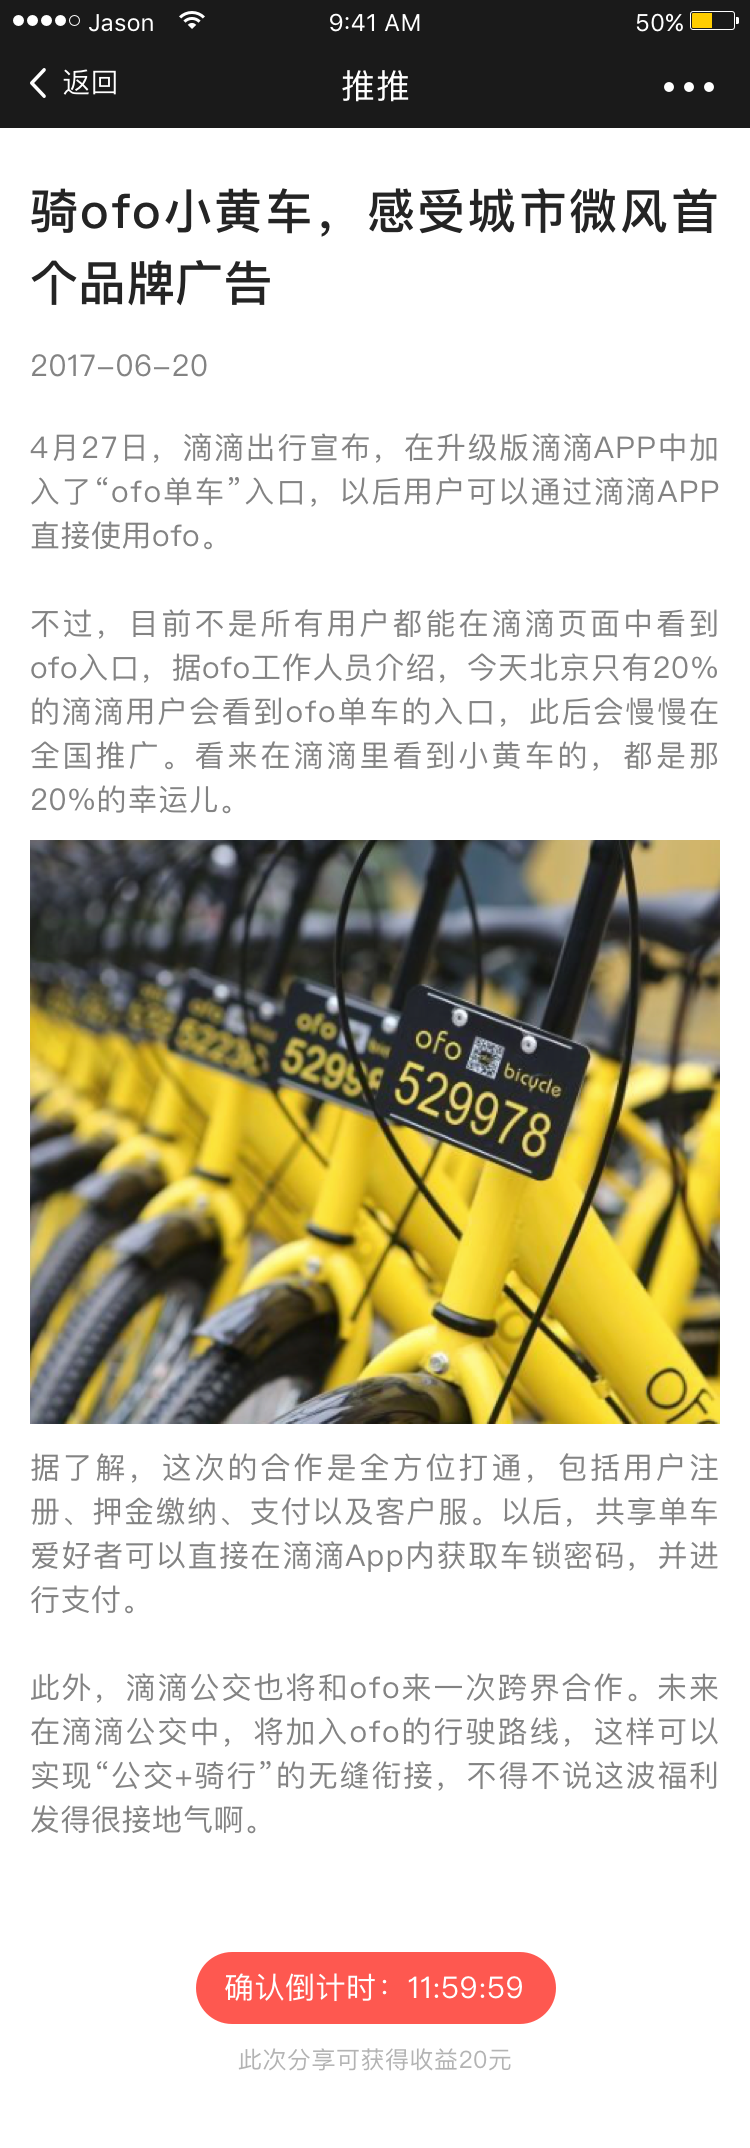 Jason 9:41 AM 50%
返回 推推
骑ofo小黄车，感受城市微风首
个品牌广告
2017-06-20
4月27日，滴滴出行宣布，在升级版滴滴APP中加
入了“ofo单车”入口，以后用户可以通过滴滴APP
直接使用ofo。
不过，目前不是所有用户都能在滴滴页面中看到
ofo入口，据ofo工作人员介绍，今天北京只有20%
的滴滴用户会看到ofo单车的入口，此后会慢慢在
全国推广。看来在滴滴里看到小黄车的，都是那
20%的幸运儿。
ofo
ofo
5299
ofo bicycle
529978
据了解，这次的合作是全方位打通，包括用户注
册、押金缴纳、支付以及客户服。以后，共享单车
爱好者可以直接在滴滴App内获取车锁密码，并进
行支付。
此外，滴滴公交也将和ofo来一次跨界合作。未来
在滴滴公交中，将加入ofo的行驶路线，这样可以
实现“公交+骑行”的无缝衔接，不得不说这波福利
发得很接地气啊。
确认倒计时：11:59:59
此次分享可获得收益20元